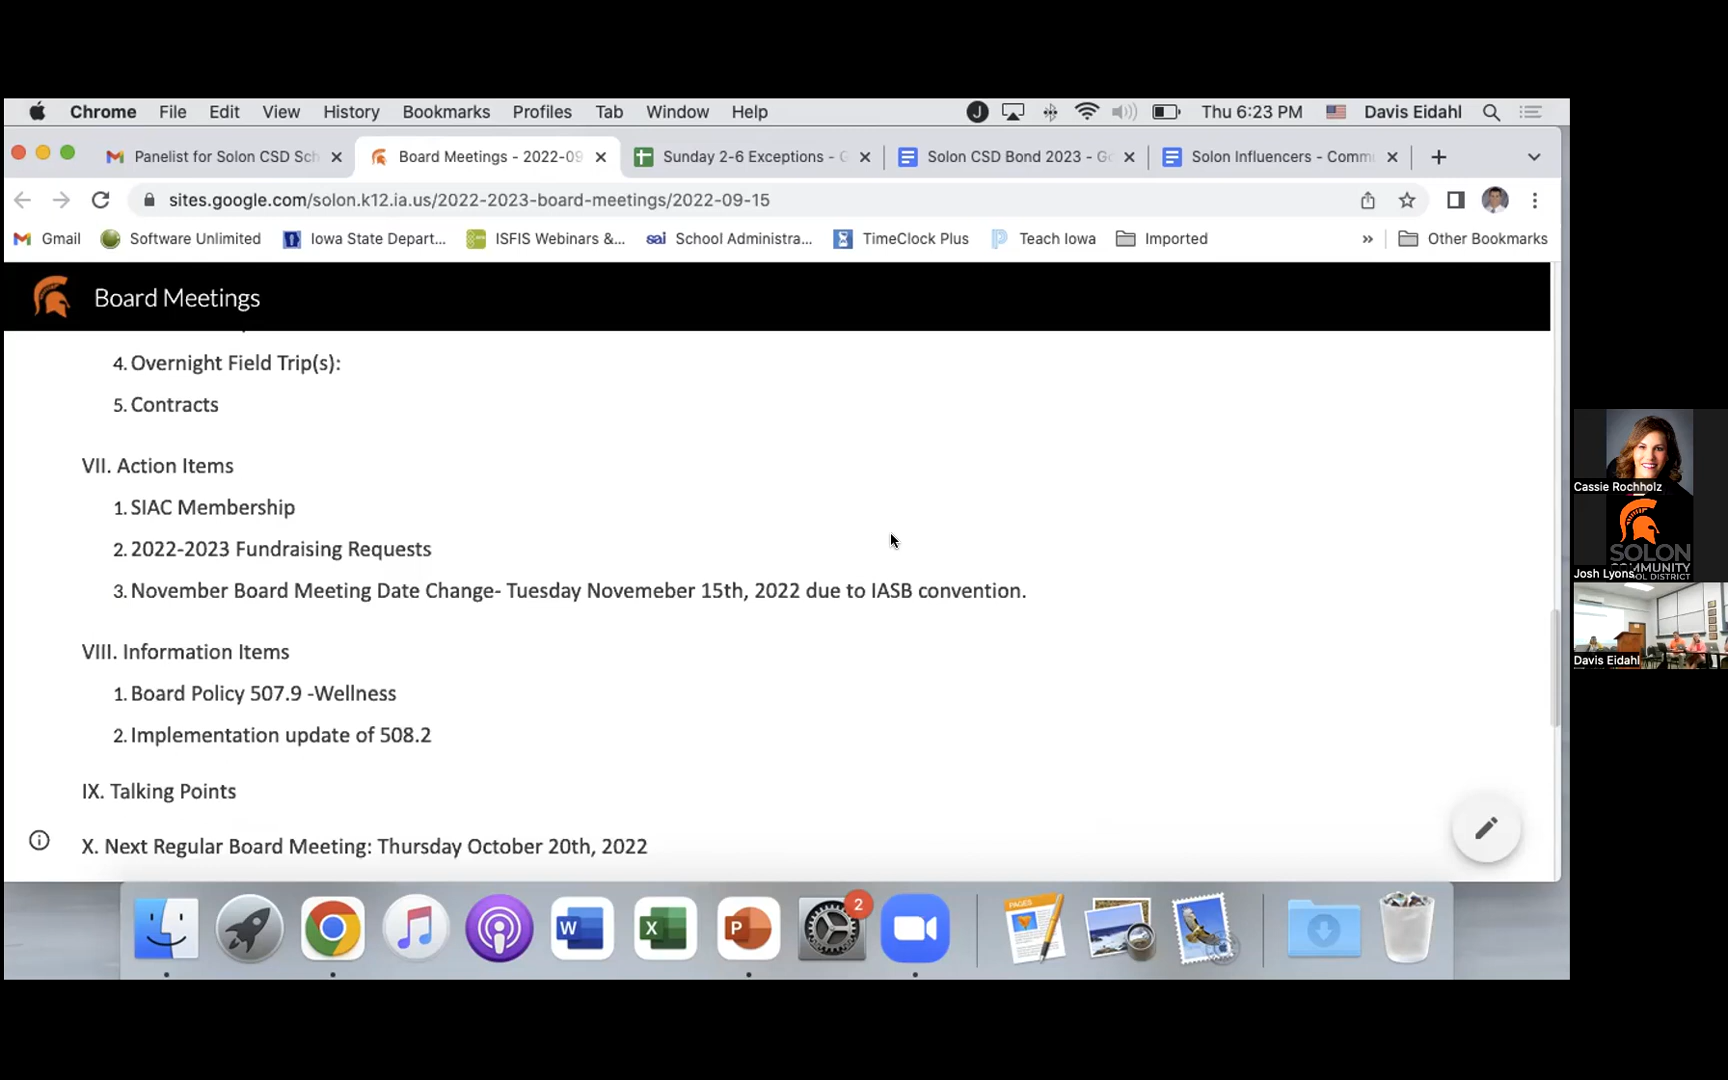 Chrome File Edit View History Bookmarks Profiles Tab Window Help J Thu 6:23 PM Davis Eidahl
Panelist for Solon CSD Sch
Board Meetings - 2022-09
Sunday 2-6 Exceptions - G
Solon CSD Bond 2023 - Go
Solon Influencers - Comm
sites.google.com/solon.k12.ia.us/2022-2023-board-meetings/2022-09-15
Gmail Software Unlimited Iowa State Depart... ISFIS Webinars &... sai School Administra... TimeClock Plus Teach Iowa Imported » Other Bookmarks
Board Meetings
4. Overnight Field Trip(s):
5. Contracts
VII. Action Items
1. SIAC Membership
2. 2022-2023 Fundraising Requests
3. November Board Meeting Date Change- Tuesday Novemeber 15th, 2022 due to IASB convention.
VIII. Information Items
1. Board Policy 507.9 -Wellness
2. Implementation update of 508.2
IX. Talking Points
X. Next Regular Board Meeting: Thursday October 20th, 2022
W
X
P
2
PAGES
Cassie Rochholz
SOLON
Josh Lyons
Davis Eidahl